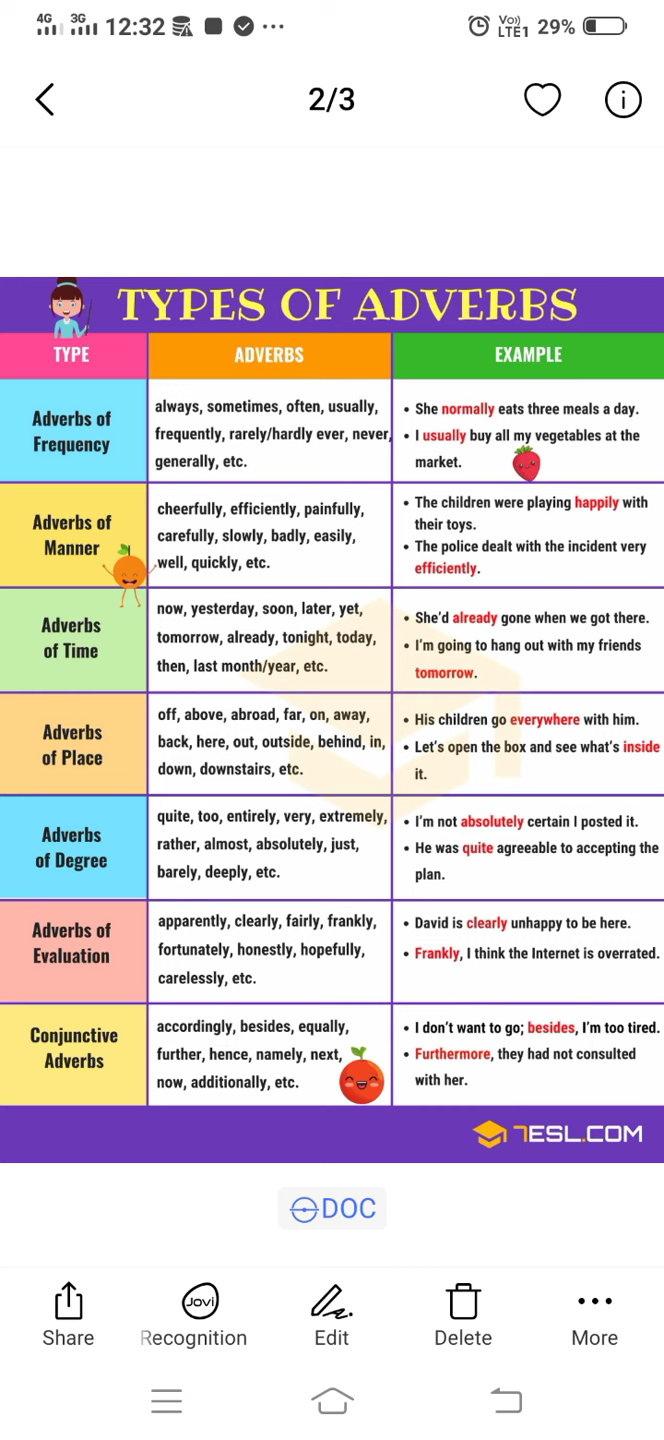 4G 3G 12:32 ••• Vo)) LTE1 29%
2/3
TYPES OF ADVERBS
TYPE ADVERBS EXAMPLE
Adverbs of
Frequency
always, sometimes, often, usually,
frequently, rarely/hardly ever, never,
generally, etc.
• She normally eats three meals a day.
• I usually buy all my vegetables at the
market.
Adverbs of
Manner
cheerfully, efficiently, painfully,
carefully, slowly, badly, easily,
well, quickly, etc.
• The children were playing happily with
their toys.
• The police dealt with the incident very
efficiently.
Adverbs
of Time
now, yesterday, soon, later, yet,
tomorrow, already, tonight, today,
then, last month/year, etc.
• She’d already gone when we got there.
• I’m going to hang out with my friends
tomorrow.
Adverbs
of Place
off, above, abroad, far, on, away,
back, here, out, outside, behind, in,
down, downstairs, etc.
• His children go everywhere with him.
• Let’s open the box and see what’s inside
it.
Adverbs
of Degree
quite, too, entirely, very, extremely,
rather, almost, absolutely, just,
barely, deeply, etc.
• I’m not absolutely certain I posted it.
• He was quite agreeable to accepting the
plan.
Adverbs of
Evaluation
apparently, clearly, fairly, frankly,
fortunately, honestly, hopefully,
carelessly, etc.
• David is clearly unhappy to be here.
• Frankly, I think the Internet is overrated.
Conjunctive
Adverbs
accordingly, besides, equally,
further, hence, namely, next,
now, additionally, etc.
• I don’t want to go; besides, I’m too tired.
• Furthermore, they had not consulted
with her.
7ESL.COM
DOC
Jovi
Share Recognition Edit Delete More